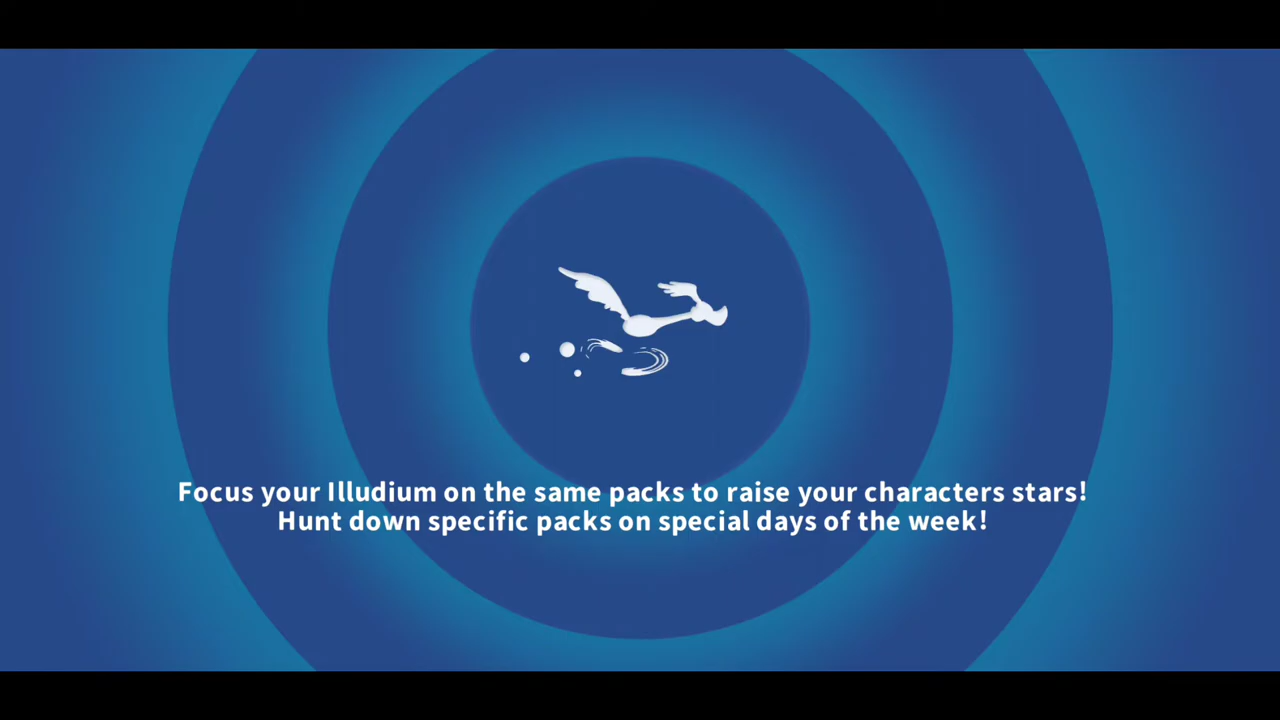 Focus your Illudium on the same packs to raise your characters stars!
Hunt down specific packs on special days of the week!